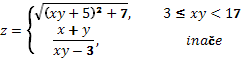 z = { √((xy + 5)² + 7), 3 ≤ xy < 17
(x + y)/(xy − 3), inače